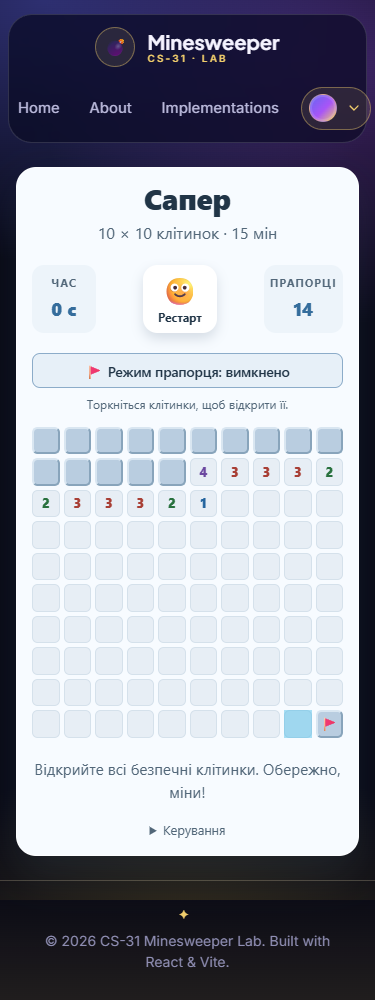 Minesweeper
CS-31 · LAB
Home About Implementations
Сапер
10 × 10 клітинок · 15 мін
ЧАС
0 с
Рестарт
ПРАПОРЦІ
14
Режим прапорця: вимкнено
Торкніться клітинки, щоб відкрити її.
4 3 3 3 2
2 3 3 3 2 1
Відкрийте всі безпечні клітинки. Обережно,
міни!
▶ Керування
© 2026 CS-31 Minesweeper Lab. Built with
React & Vite.